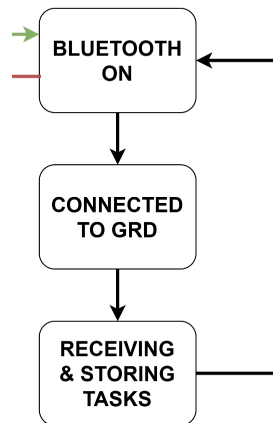 BLUETOOTH
ON
CONNECTED
TO GRD
RECEIVING
& STORING
TASKS